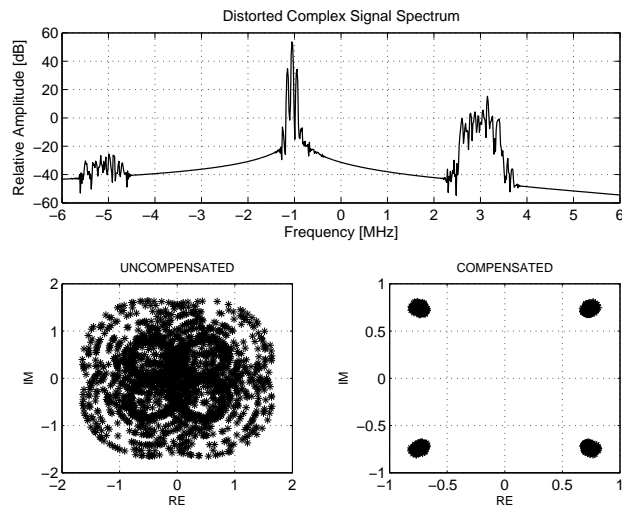 Distorted Complex Signal Spectrum
Relative Amplitude [dB]
60
40
20
0
−20
−40
−60
−6 −5 −4 −3 −2 −1 0 1 2 3 4 5 6
Frequency [MHz]
UNCOMPENSATED
IM
2
1
0
−1
−2
−2 −1 0 1 2
RE
COMPENSATED
IM
1
0.5
0
−0.5
−1
−1 −0.5 0 0.5 1
RE